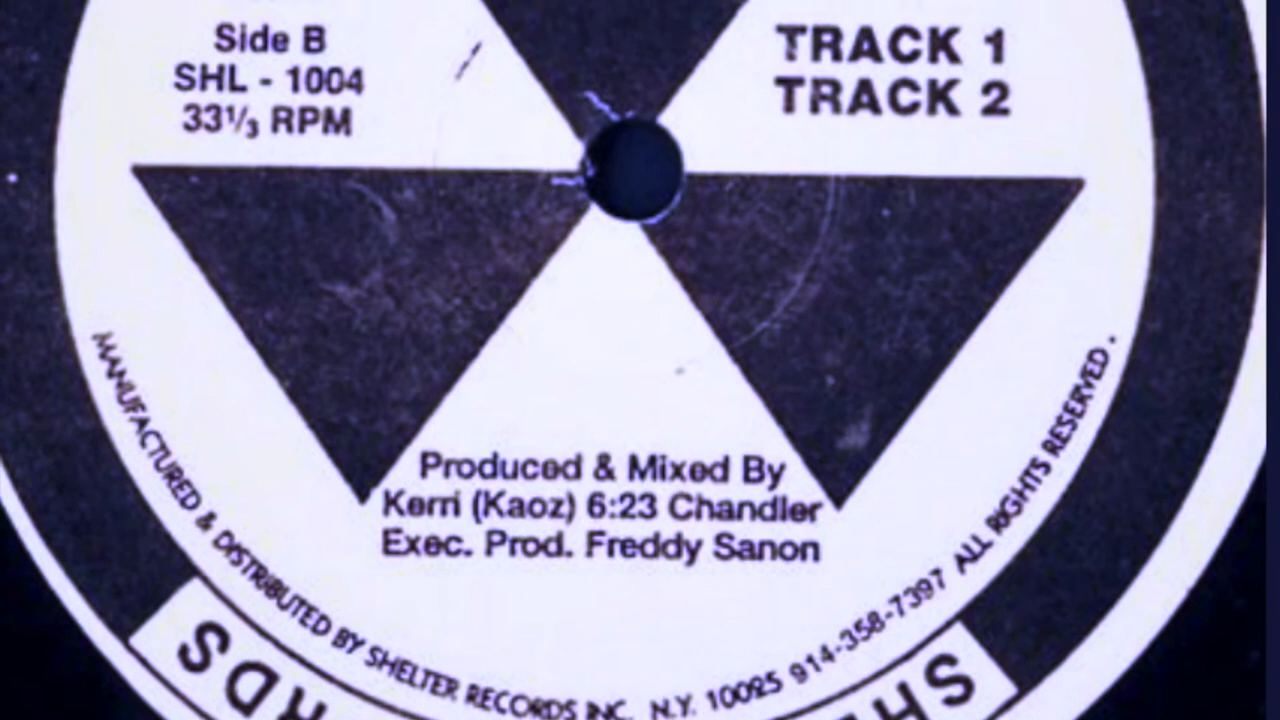 Side B
SHL - 1004
33⅓ RPM
TRACK 1
TRACK 2
Produced & Mixed By
Kerri (Kaoz) 6:23 Chandler
Exec. Prod. Freddy Sanon
MANUFACTURED & DISTRIBUTED BY SHELTER RECORDS INC. N.Y. 10025 914-358-7397 ALL RIGHTS RESERVED.